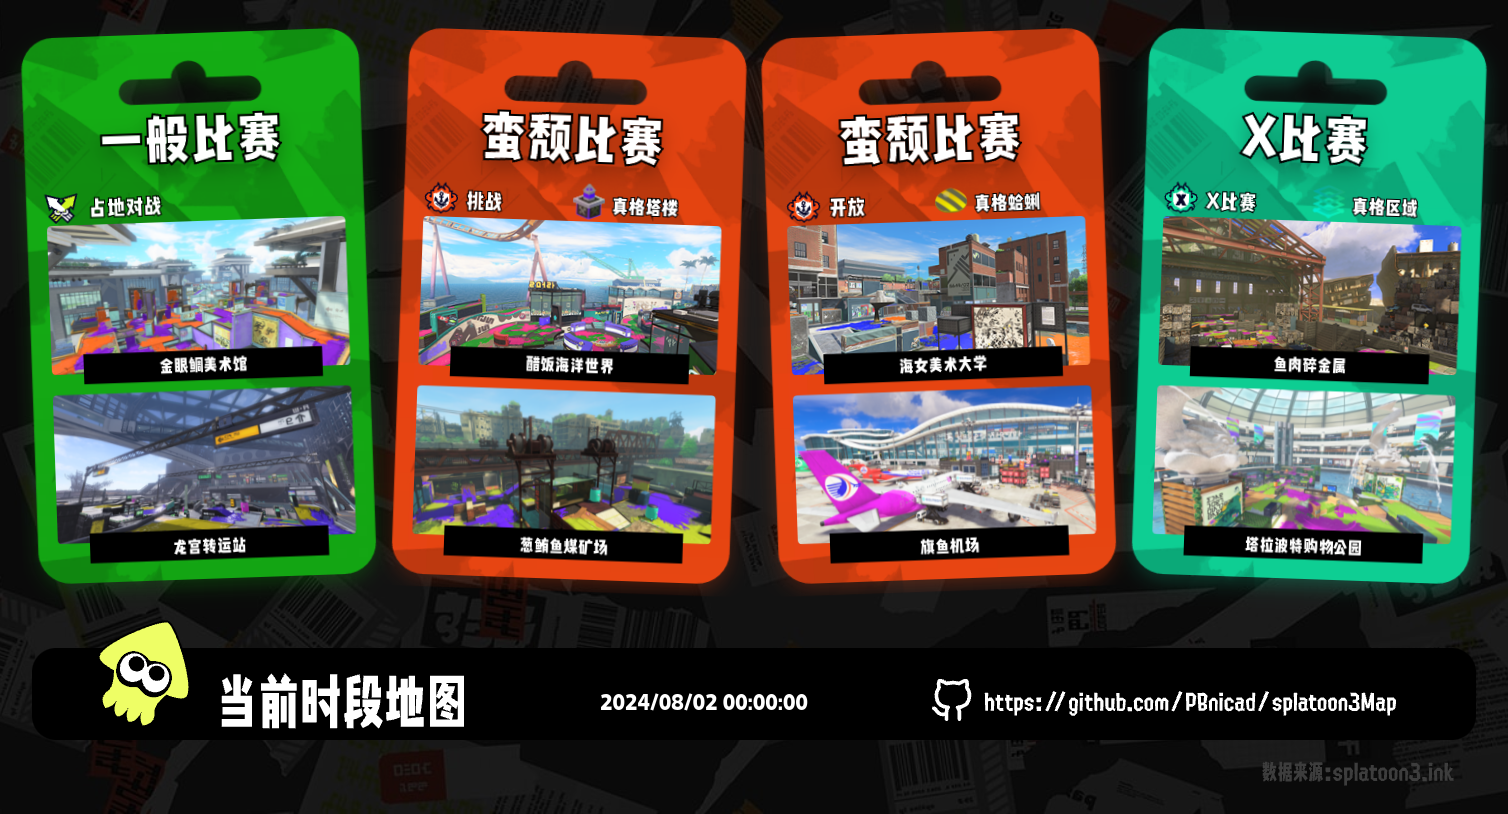 一般比赛
占地对战
金眼鲷美术馆
龙宫转运站
蛮颓比赛
挑战
真格塔楼
醋饭海洋世界
葱鲔鱼煤矿场
蛮颓比赛
开放
真格蛤蜊
海女美术大学
旗鱼机场
X比赛
X比赛
真格区域
鱼肉碎金属
塔拉波特购物公园
当前时段地图
2024/08/02 00:00:00
https://github.com/PBnicad/splatoon3Map
数据来源:splatoon3.ink